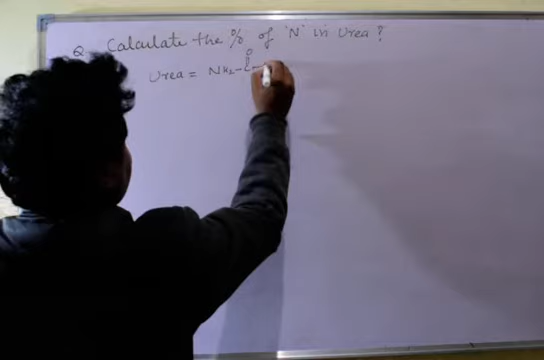 Q Calculate the % of 'N' in Urea ?
O
Urea = NH2-C-